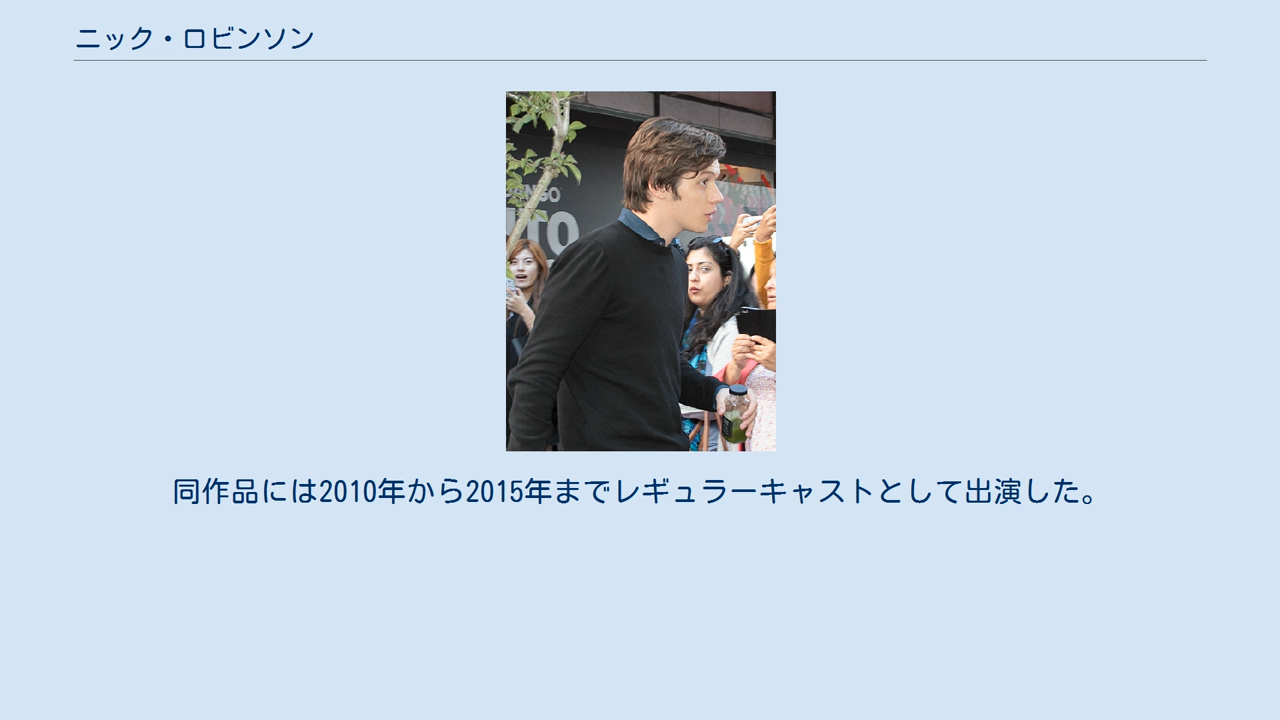 ニック・ロビンソン
同作品には2010年から2015年までレギュラーキャストとして出演した。